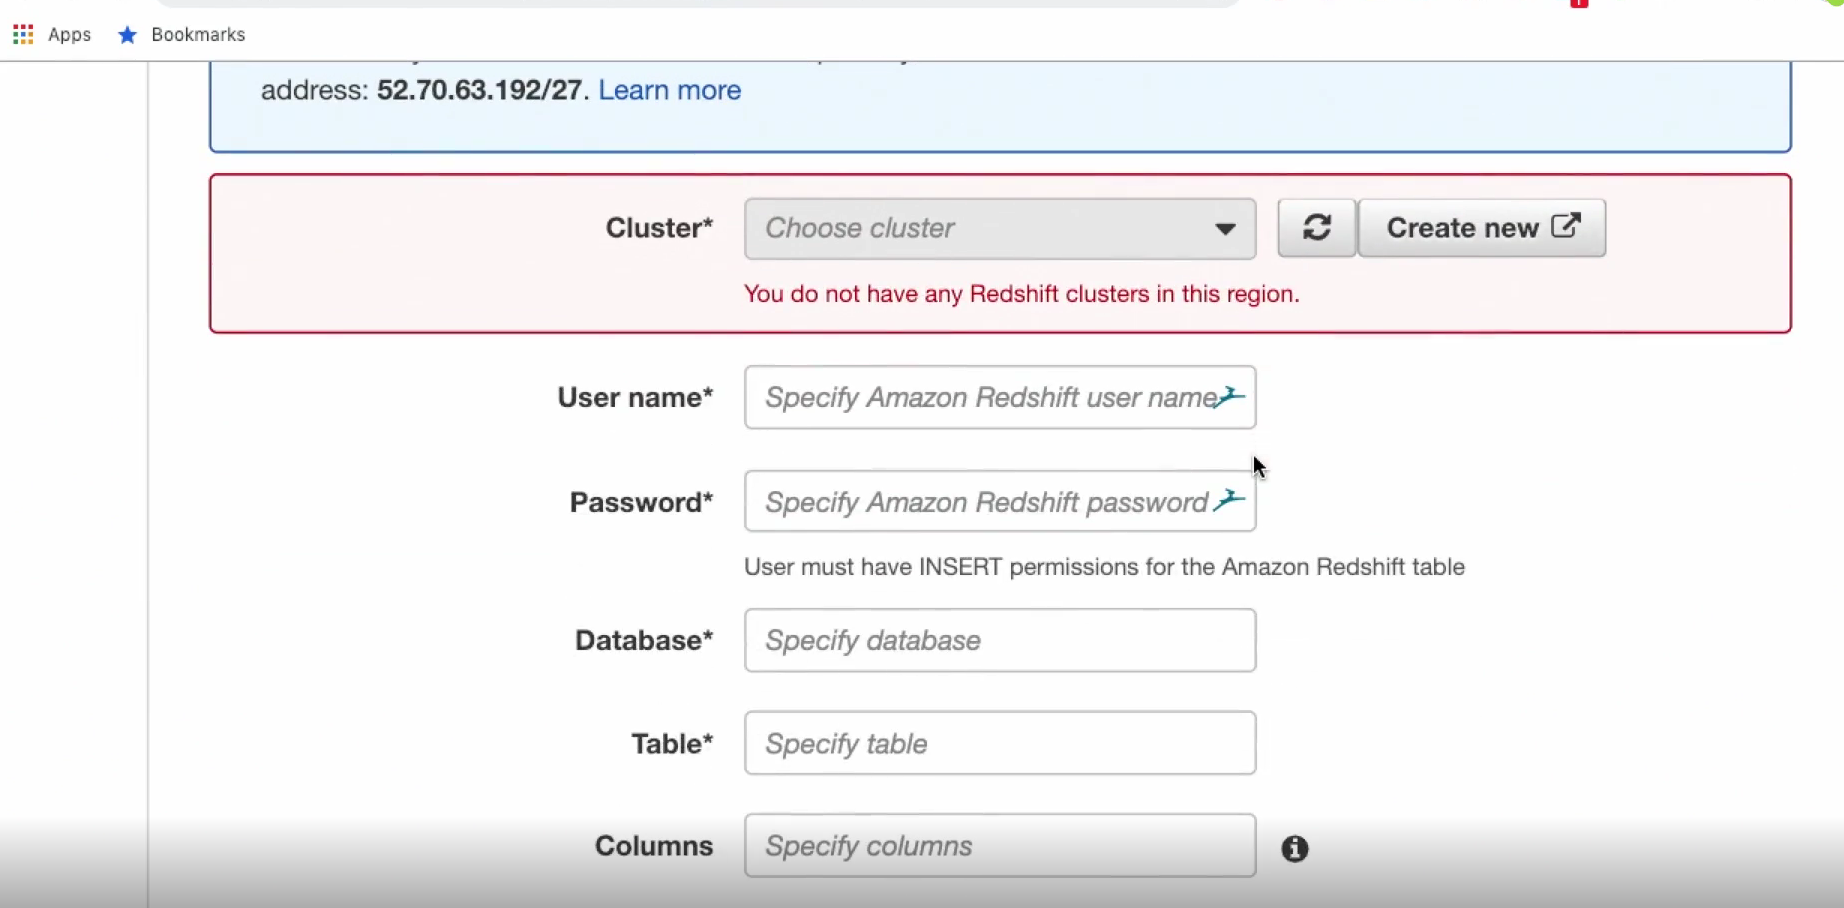 Apps Bookmarks
address: 52.70.63.192/27. Learn more
Cluster* Choose cluster Create new
You do not have any Redshift clusters in this region.
User name* Specify Amazon Redshift user name
Password* Specify Amazon Redshift password
User must have INSERT permissions for the Amazon Redshift table
Database* Specify database
Table* Specify table
Columns Specify columns